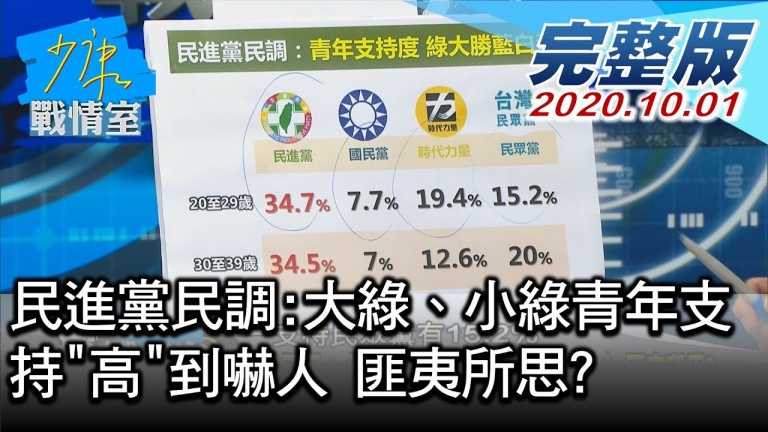 少康
戰情室
完整版
2020.10.01
民進黨民調：青年支持度 綠大勝藍白
台灣
民眾黨
時代力量
民進黨 國民黨 時代力量 民眾黨
20至29歲 34.7% 7.7% 19.4% 15.2%
30至39歲 34.5% 7% 12.6% 20%
民進黨民調:大綠、小綠青年支
持"高"到嚇人 匪夷所思?